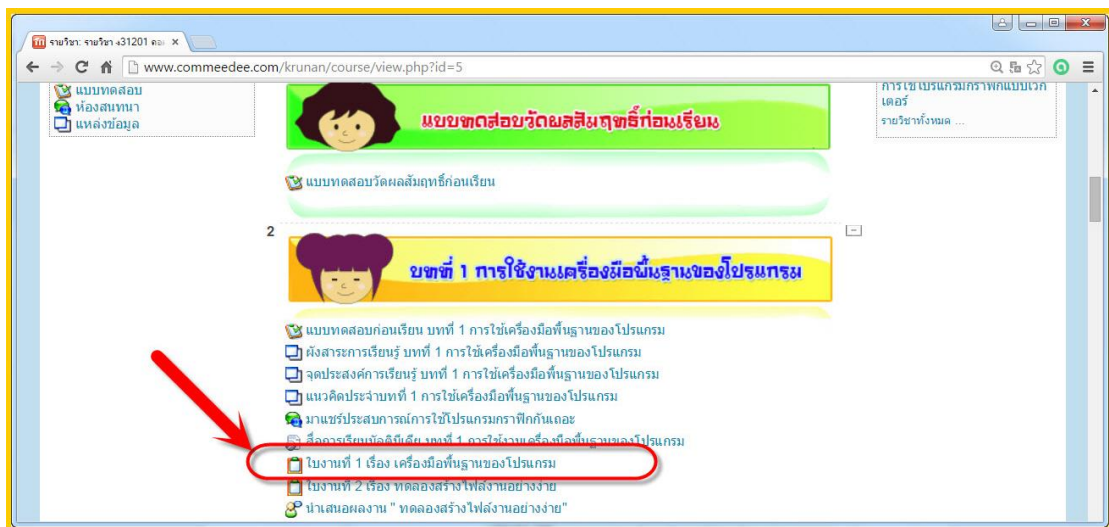 รายวิชา: รายวิชา ง31201 คอม
www.commeedee.com/krunan/course/view.php?id=5
แบบทดสอบ
ห้องสนทนา
แหล่งข้อมูล
แบบทดสอบวัดผลสัมฤทธิ์ก่อนเรียน
แบบทดสอบวัดผลสัมฤทธิ์ก่อนเรียน
2
บทที่ 1 การใช้งานเครื่องมือพื้นฐานของโปรแกรม
แบบทดสอบก่อนเรียน บทที่ 1 การใช้เครื่องมือพื้นฐานของโปรแกรม
ผังสาระการเรียนรู้ บทที่ 1 การใช้เครื่องมือพื้นฐานของโปรแกรม
จุดประสงค์การเรียนรู้ บทที่ 1 การใช้เครื่องมือพื้นฐานของโปรแกรม
แนวคิดประจำบทที่ 1 การใช้เครื่องมือพื้นฐานของโปรแกรม
มาแชร์ประสบการณ์การใช้โปรแกรมกราฟิกกันเถอะ
สื่อการเรียนมัลติมีเดีย บทที่ 1 การใช้งานเครื่องมือพื้นฐานของโปรแกรม
ใบงานที่ 1 เรื่อง เครื่องมือพื้นฐานของโปรแกรม
ใบงานที่ 2 เรื่อง ทดลองสร้างไฟล์งานอย่างง่าย
นำเสนอผลงาน " ทดลองสร้างไฟล์งานอย่างง่าย"
การใช้โปรแกรมกราฟิกแบบเวก
เตอร์
รายวิชาทั้งหมด ...